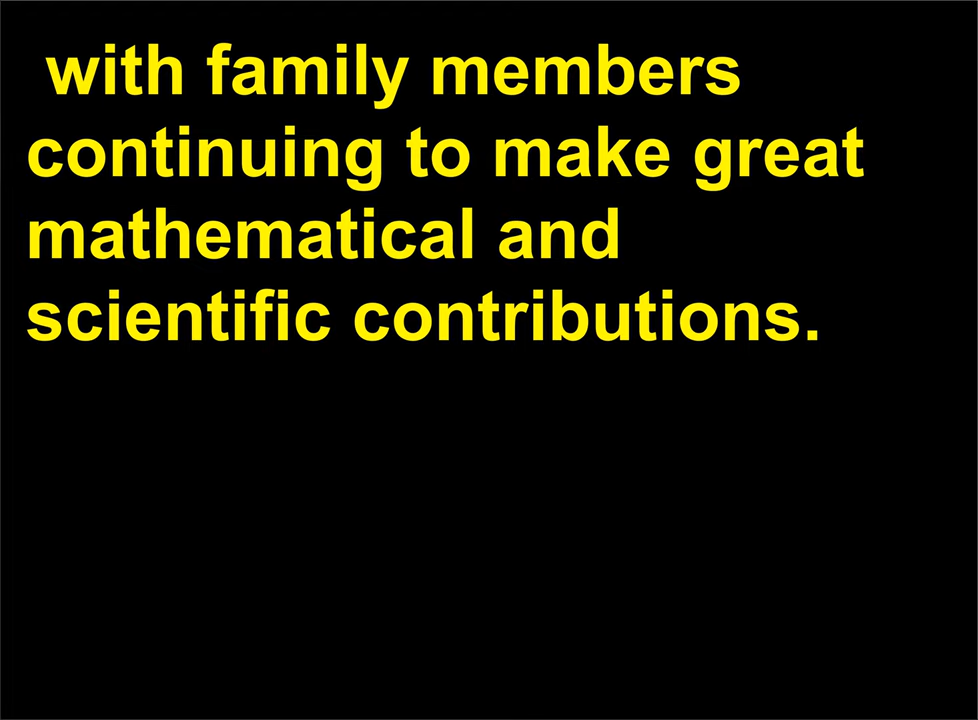 with family members
continuing to make great
mathematical and
scientific contributions.